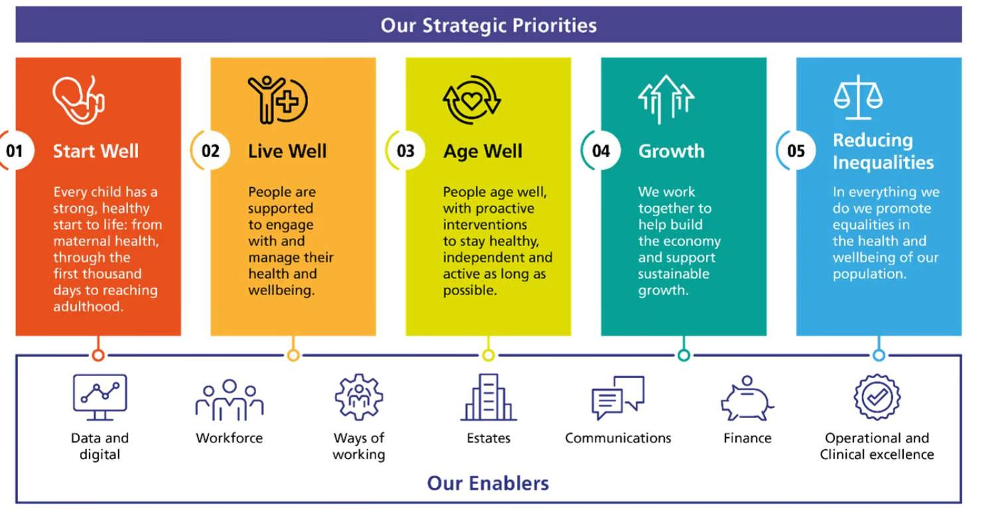 Our Strategic Priorities
01
Start Well
Every child has a
strong, healthy
start to life: from
maternal health,
through the
first thousand
days to reaching
adulthood.
02
Live Well
People are
supported
to engage
with and
manage their
health and
wellbeing.
03
Age Well
People age well,
with proactive
interventions
to stay healthy,
independent and
active as long as
possible.
04
Growth
We work
together to
help build
the economy
and support
sustainable
growth.
05
Reducing
Inequalities
In everything we
do we promote
equalities in
the health and
wellbeing of our
population.
Data and
digital
Workforce
Ways of
working
Estates
Communications
Finance
Operational and
Clinical excellence
Our Enablers